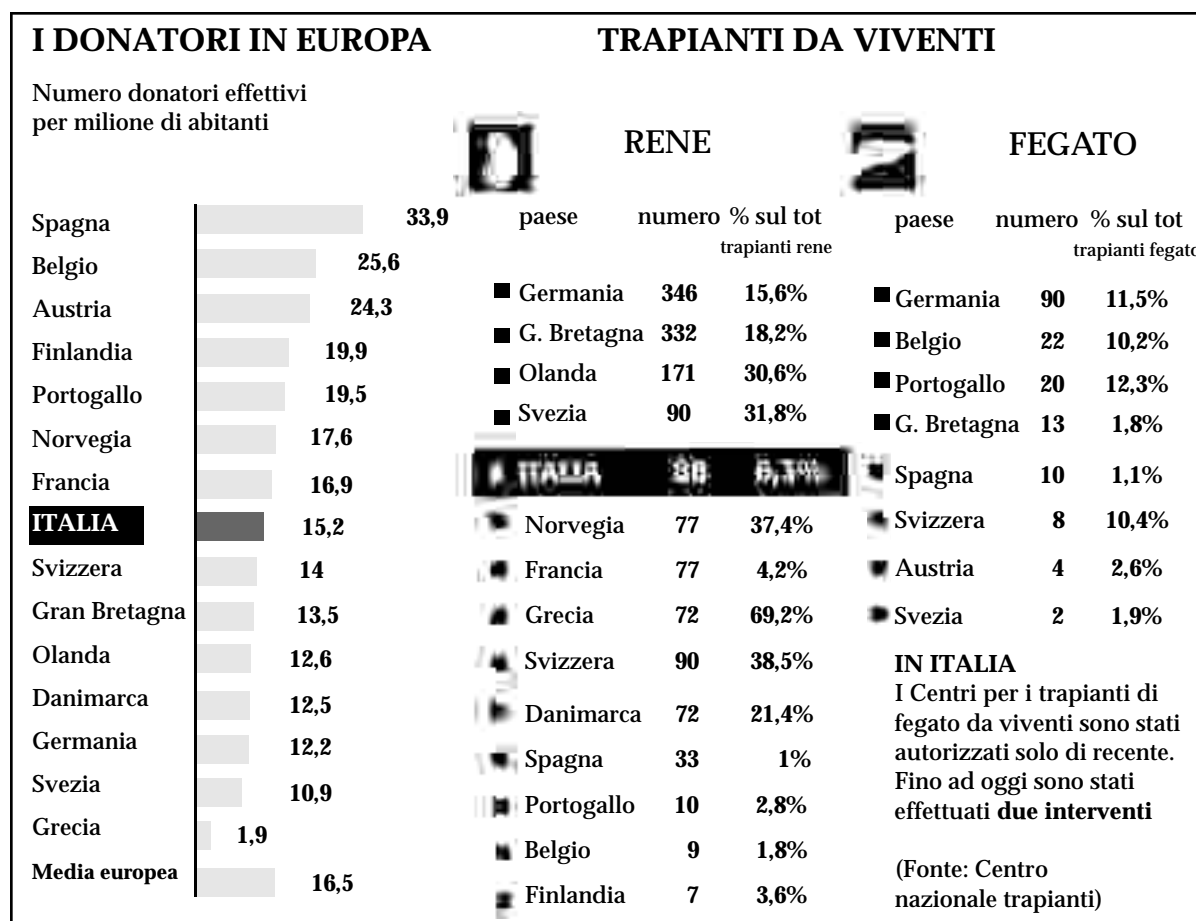 I DONATORI IN EUROPA
Numero donatori effettivi
per milione di abitanti
Spagna 33,9
Belgio 25,6
Austria 24,3
Finlandia 19,9
Portogallo 19,5
Norvegia 17,6
Francia 16,9
ITALIA 15,2
Svizzera 14
Gran Bretagna 13,5
Olanda 12,6
Danimarca 12,5
Germania 12,2
Svezia 10,9
Grecia 1,9
Media europea 16,5
TRAPIANTI DA VIVENTI
RENE
paese numero % sul tot
trapianti rene
Germania 346 15,6%
G. Bretagna 332 18,2%
Olanda 171 30,6%
Svezia 90 31,8%
ITALIA
Norvegia 77 37,4%
Francia 77 4,2%
Grecia 72 69,2%
Svizzera 90 38,5%
Danimarca 72 21,4%
Spagna 33 1%
Portogallo 10 2,8%
Belgio 9 1,8%
Finlandia 7 3,6%
FEGATO
paese numero % sul tot
trapianti fegato
Germania 90 11,5%
Belgio 22 10,2%
Portogallo 20 12,3%
G. Bretagna 13 1,8%
Spagna 10 1,1%
Svizzera 8 10,4%
Austria 4 2,6%
Svezia 2 1,9%
IN ITALIA
I Centri per i trapianti di
fegato da viventi sono stati
autorizzati solo di recente.
Fino ad oggi sono stati
effettuati due interventi
(Fonte: Centro
nazionale trapianti)